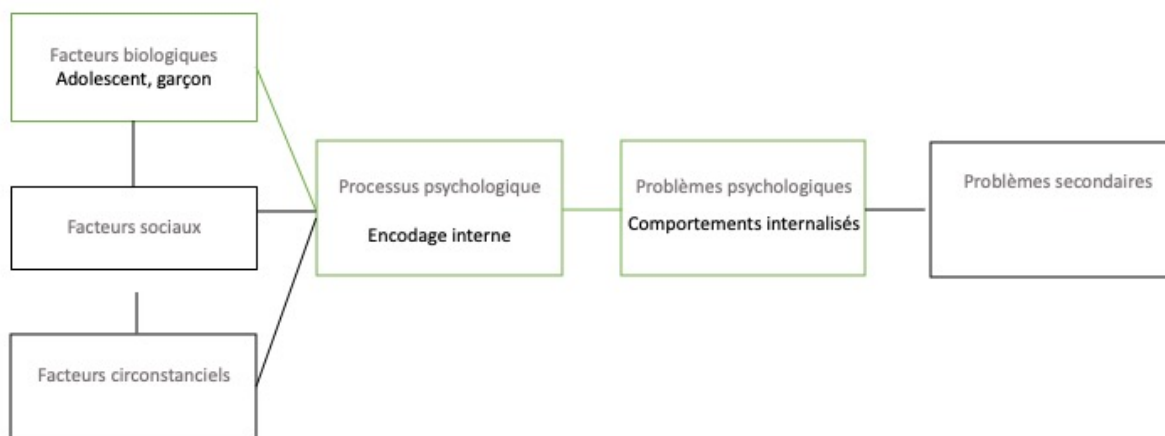 Facteurs biologiques
Adolescent, garçon
Facteurs sociaux
Facteurs circonstanciels
Processus psychologique
Encodage interne
Problèmes psychologiques
Comportements internalisés
Problèmes secondaires